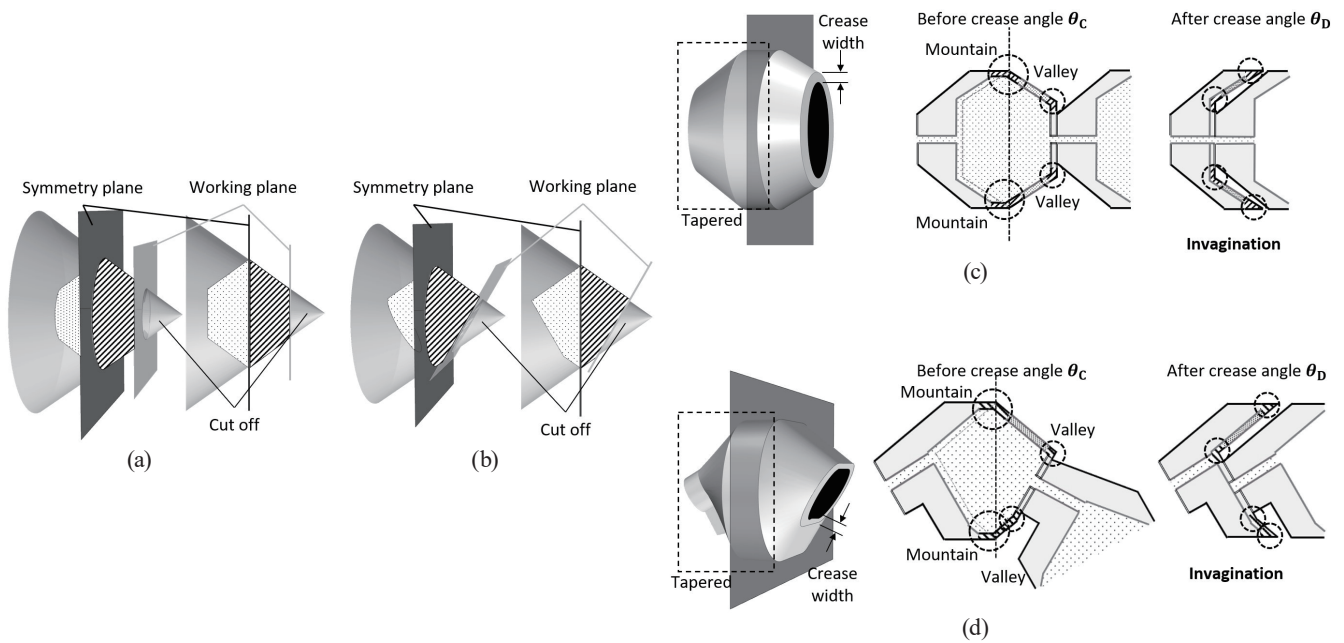 Symmetry plane
Working plane
Cut off
(a)
Symmetry plane
Working plane
Cut off
(b)
Crease
width
Tapered
Before crease angle θC
Mountain
Valley
Mountain
Valley
After crease angle θD
Invagination
(c)
Tapered
Crease
width
Before crease angle θC
Mountain
Valley
Mountain
Valley
After crease angle θD
Invagination
(d)